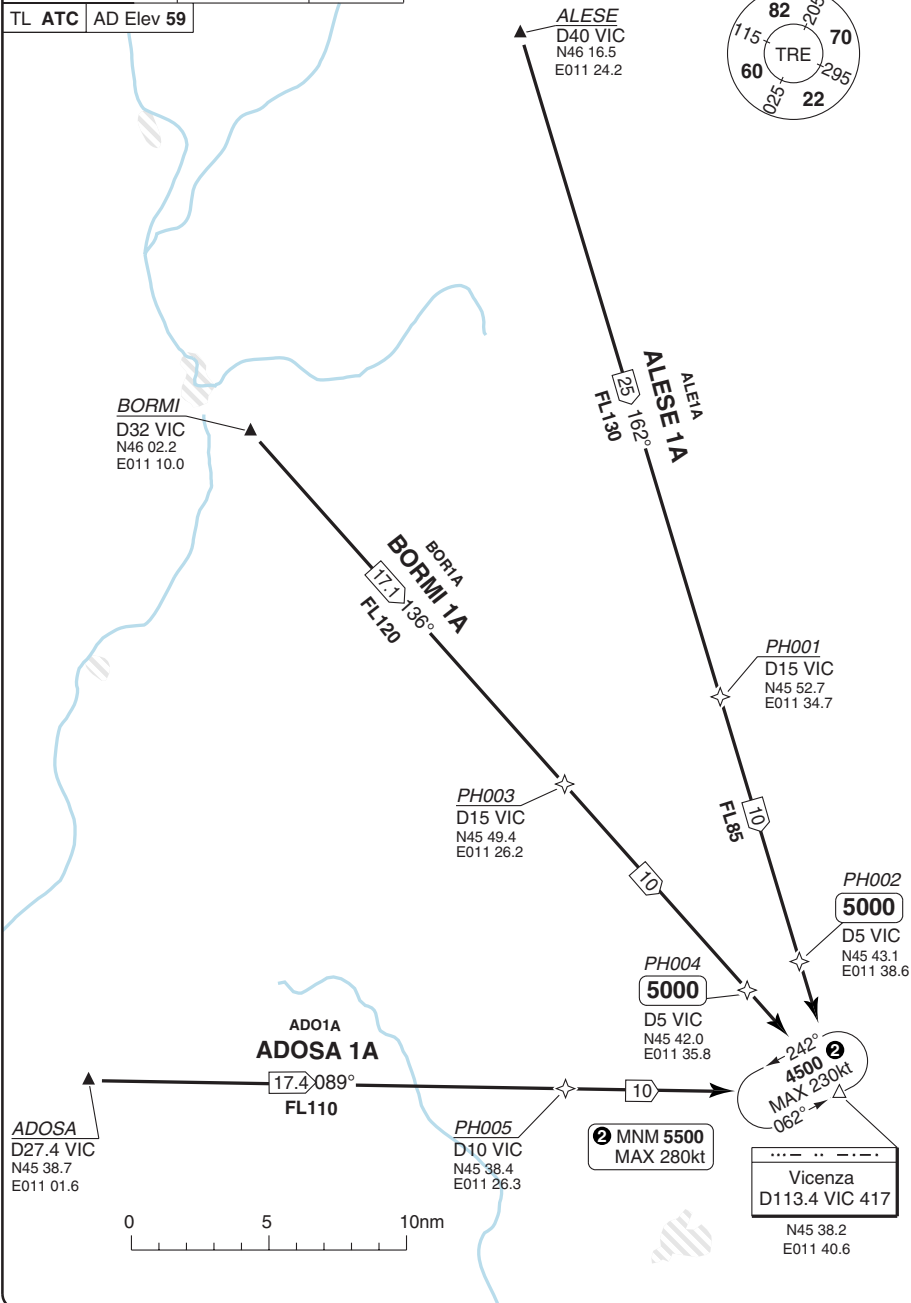 TL ATC AD Elev 59
ALESE
D40 VIC
N46 16.5
E011 24.2
82
205
115
70
TRE
60
295
025
22
ALE1A
ALESE 1A
25
162°
FL130
BORMI
D32 VIC
N46 02.2
E011 10.0
BOR1A
BORMI 1A
17.1
136°
FL120
PH001
D15 VIC
N45 52.7
E011 34.7
PH003
D15 VIC
N45 49.4
E011 26.2
10
FL85
10
PH002
5000
D5 VIC
N45 43.1
E011 38.6
PH004
5000
D5 VIC
N45 42.0
E011 35.8
ADO1A
ADOSA 1A
17.4
089°
FL110
10
242°
4500 2
MAX 230kt
062°
ADOSA
D27.4 VIC
N45 38.7
E011 01.6
PH005
D10 VIC
N45 38.4
E011 26.3
2 MNM 5500
MAX 280kt
Vicenza
D113.4 VIC 417
N45 38.2
E011 40.6
0 5 10nm